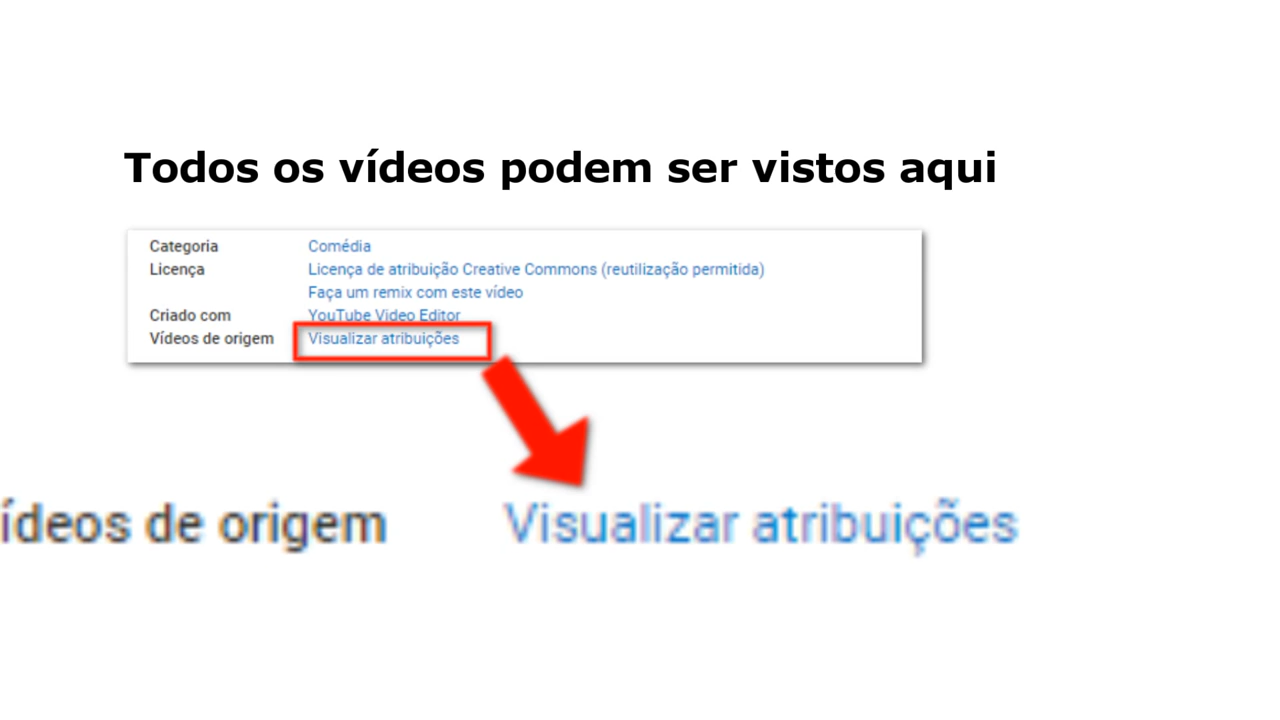 Todos os vídeos podem ser vistos aqui
Categoria Comédia
Licença Licença de atribuição Creative Commons (reutilização permitida)
Faça um remix com este vídeo
Criado com YouTube Video Editor
Vídeos de origem Visualizar atribuições
ídeos de origem Visualizar atribuições